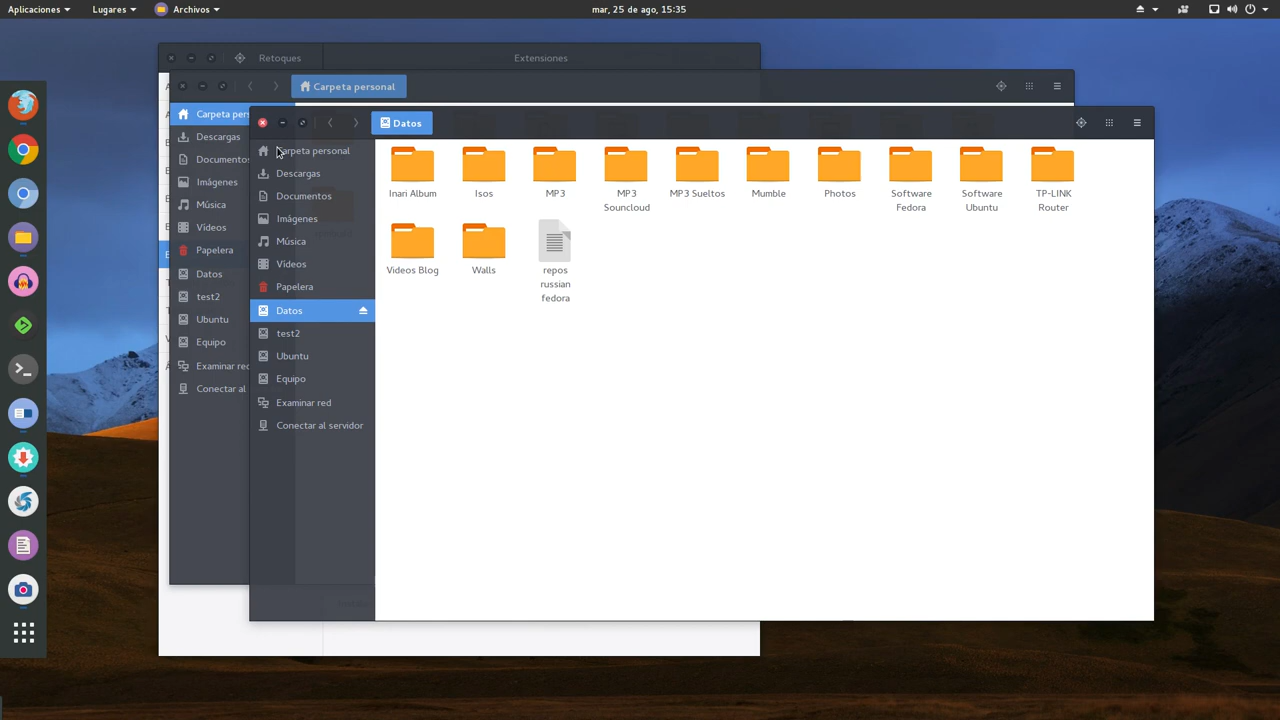 Aplicaciones
Lugares
Archivos
mar, 25 de ago, 15:35
Retoques
Extensiones
Carpeta personal
Carpeta pers
Descargas
Documentos
Imágenes
Música
Vídeos
Papelera
Datos
test2
Ubuntu
Equipo
Examinar red
Conectar al
Datos
Carpeta personal
Descargas
Documentos
Imágenes
Música
Vídeos
Papelera
Datos
test2
Ubuntu
Equipo
Examinar red
Conectar al servidor
Inari Album
Isos
MP3
MP3
Souncloud
MP3 Sueltos
Mumble
Photos
Software
Fedora
Software
Ubuntu
TP-LINK
Router
Videos Blog
Walls
repos
russian
fedora